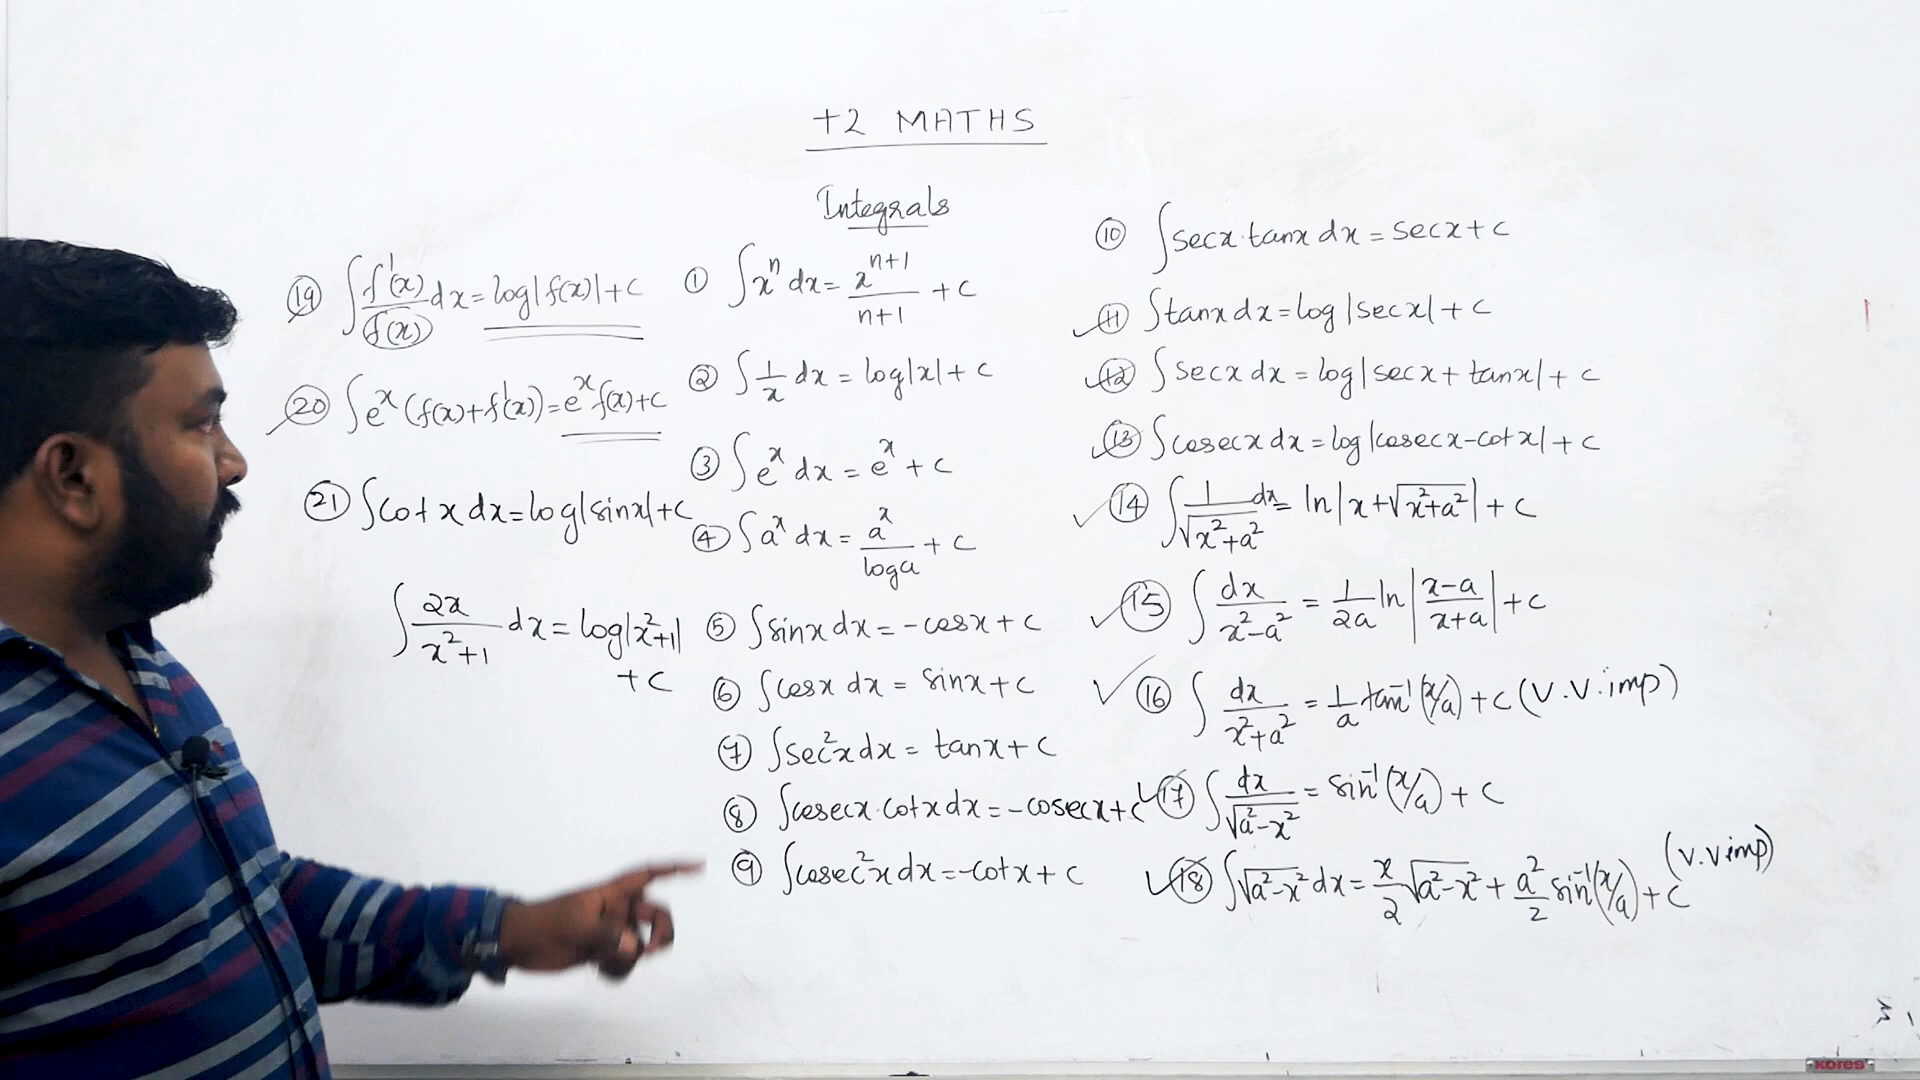 +2 MATHS
Integrals
① ∫xⁿ dx = xⁿ⁺¹/(n+1) + c
② ∫ 1/x dx = log|x| + c
③ ∫eˣ dx = eˣ + c
④ ∫aˣ dx = aˣ/loga + c
⑤ ∫sinx dx = -cosx + c
⑥ ∫cosx dx = sinx + c
⑦ ∫sec²x dx = tanx + c
⑧ ∫cosecx·cotx dx = -cosecx + c
⑨ ∫cosec²x dx = -cotx + c
⑩ ∫secx·tanx dx = secx + c
⑪ ∫tanx dx = log|secx| + c
⑫ ∫secx dx = log|secx + tanx| + c
⑬ ∫cosecx dx = log|cosecx - cotx| + c
⑭ ∫ 1/√(x²+a²) dx = ln|x+√(x²+a²)| + c
⑮ ∫ dx/(x²-a²) = 1/2a ln|(x-a)/(x+a)| + c
⑯ ∫ dx/(x²+a²) = 1/a tan⁻¹(x/a) + c (V.V.imp)
⑰ ∫ dx/√(a²-x²) = sin⁻¹(x/a) + c
⑱ ∫√(a²-x²) dx = x/2 √(a²-x²) + a²/2 sin⁻¹(x/a) + c (V.V imp)
⑲ ∫ f'(x)/f(x) dx = log|f(x)| + c
⑳ ∫eˣ(f(x)+f'(x)) = eˣf(x) + c
㉑ ∫cotx dx = log|sinx| + c
∫ 2x/(x²+1) dx = log|x²+1|
+ c
kores